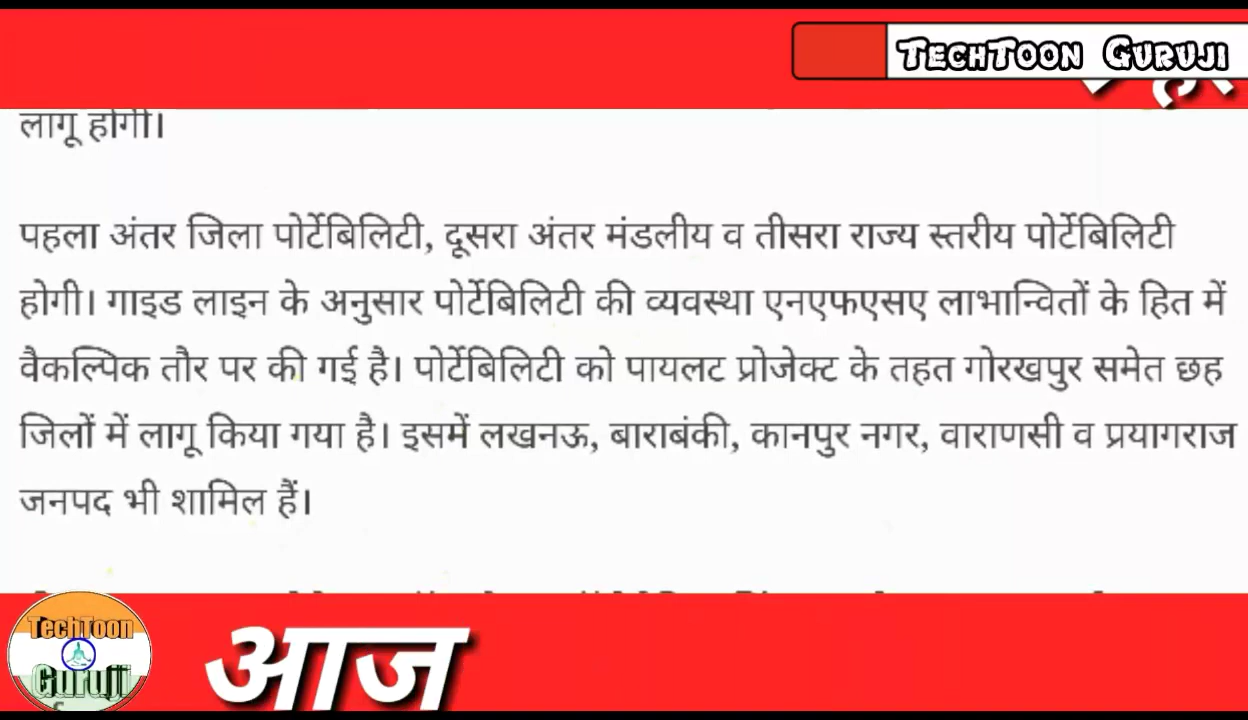 TECHTOON GURUJI
लागू होगी।
पहला अंतर जिला पोर्टेबिलिटी, दूसरा अंतर मंडलीय व तीसरा राज्य स्तरीय पोर्टेबिलिटी
होगी। गाइड लाइन के अनुसार पोर्टेबिलिटी की व्यवस्था एनएफएसए लाभान्वितों के हित में
वैकल्पिक तौर पर की गई है। पोर्टेबिलिटी को पायलट प्रोजेक्ट के तहत गोरखपुर समेत छह
जिलों में लागू किया गया है। इसमें लखनऊ, बाराबंकी, कानपुर नगर, वाराणसी व प्रयागराज
जनपद भी शामिल हैं।
TechToon
Guruji
आज